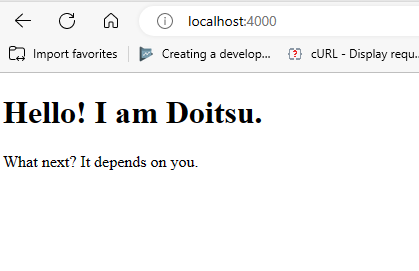 localhost:4000
Import favorites
Creating a develop...
cURL - Display requ..
Hello! I am Doitsu.
What next? It depends on you.